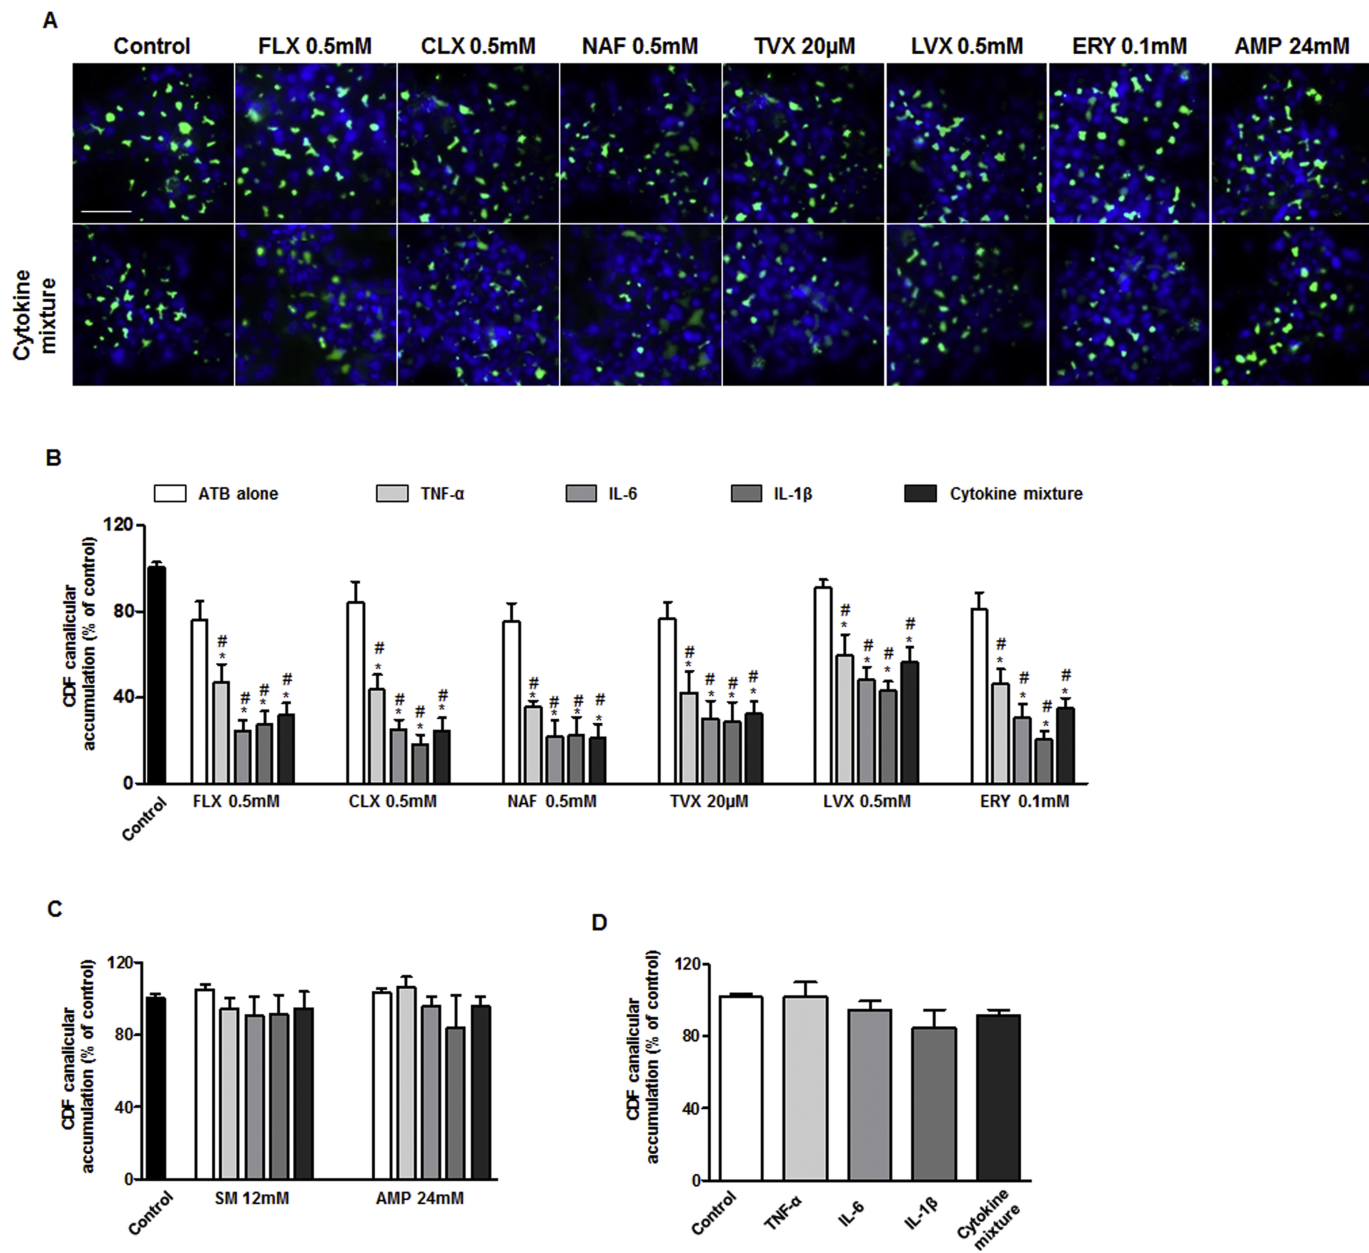 A
Control FLX 0.5mM CLX 0.5mM NAF 0.5mM TVX 20μM LVX 0.5mM ERY 0.1mM AMP 24mM
Cytokine
mixture
B
ATB alone TNF-α IL-6 IL-1β Cytokine mixture
CDF canalicular
accumulation (% of control)
120
80
40
0
# # # # # # # # # # # # # # # # # # # # # # # #
* * * * * * * * * * * * * * * * * * * * * * * *
Control FLX 0.5mM CLX 0.5mM NAF 0.5mM TVX 20μM LVX 0.5mM ERY 0.1mM
C
CDF canalicular
accumulation (% of control)
120
80
40
0
Control SM 12mM AMP 24mM
D
CDF canalicular
accumulation (% of control)
120
80
40
0
Control TNF-α IL-6 IL-1β Cytokine
mixture